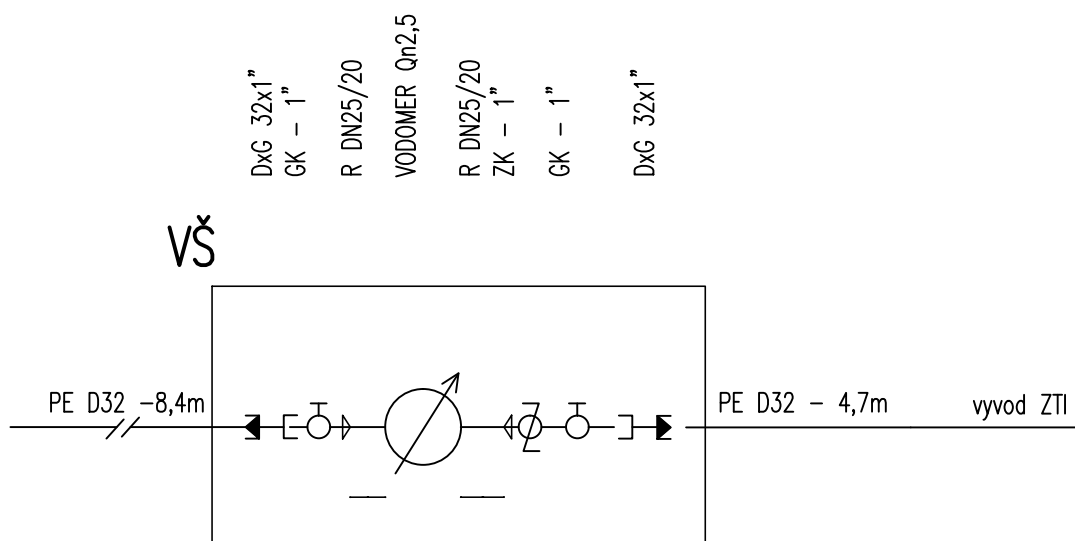 DxG 32x1"
GK - 1"
R DN25/20
VODOMER Qn2,5
R DN25/20
ZK - 1"
GK - 1"
DxG 32x1"
VŠ
PE D32 -8,4m
PE D32 - 4,7m
vyvod ZTI